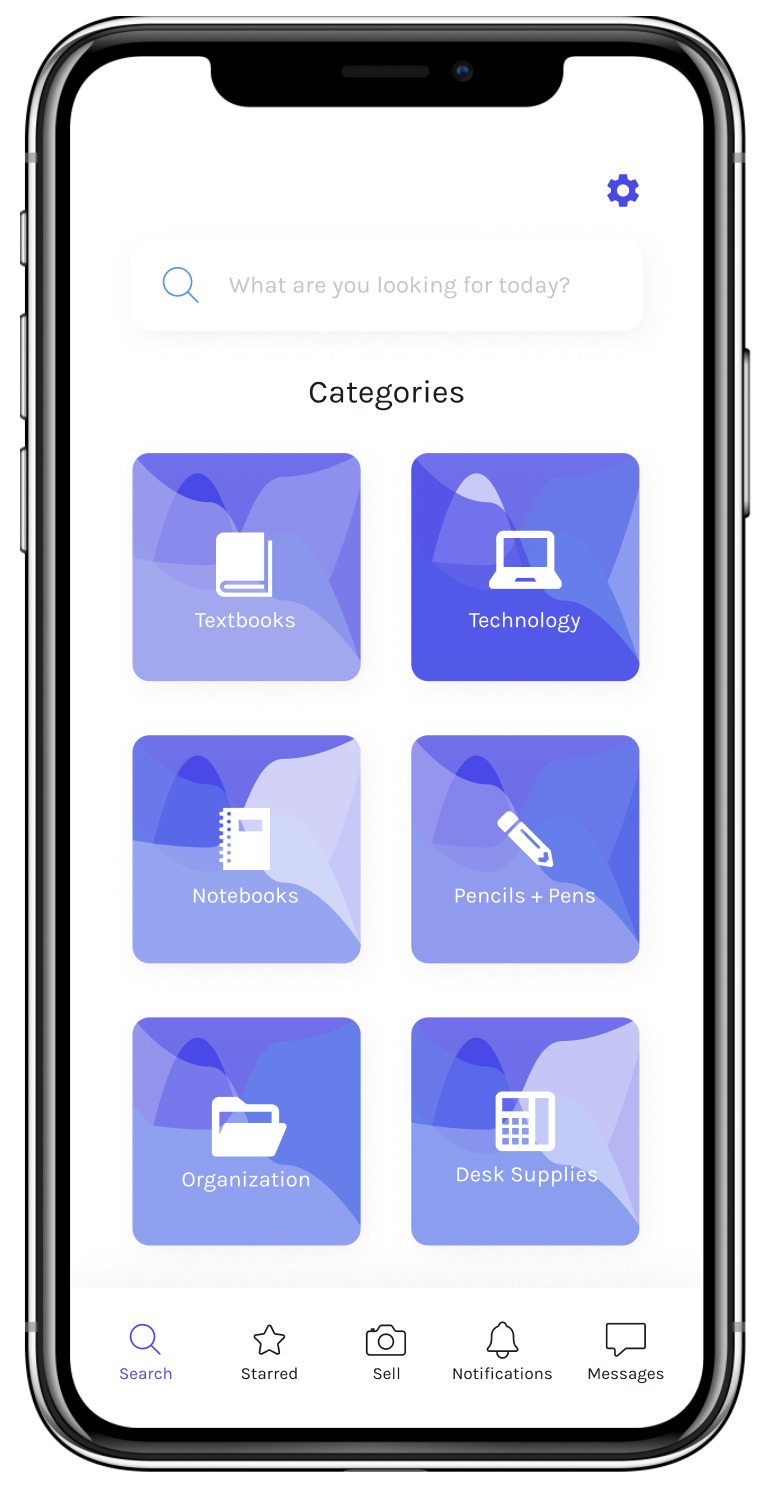 What are you looking for today?
Categories
Textbooks
Technology
Notebooks
Pencils + Pens
Organization
Desk Supplies
Search
Starred
Sell
Notifications
Messages